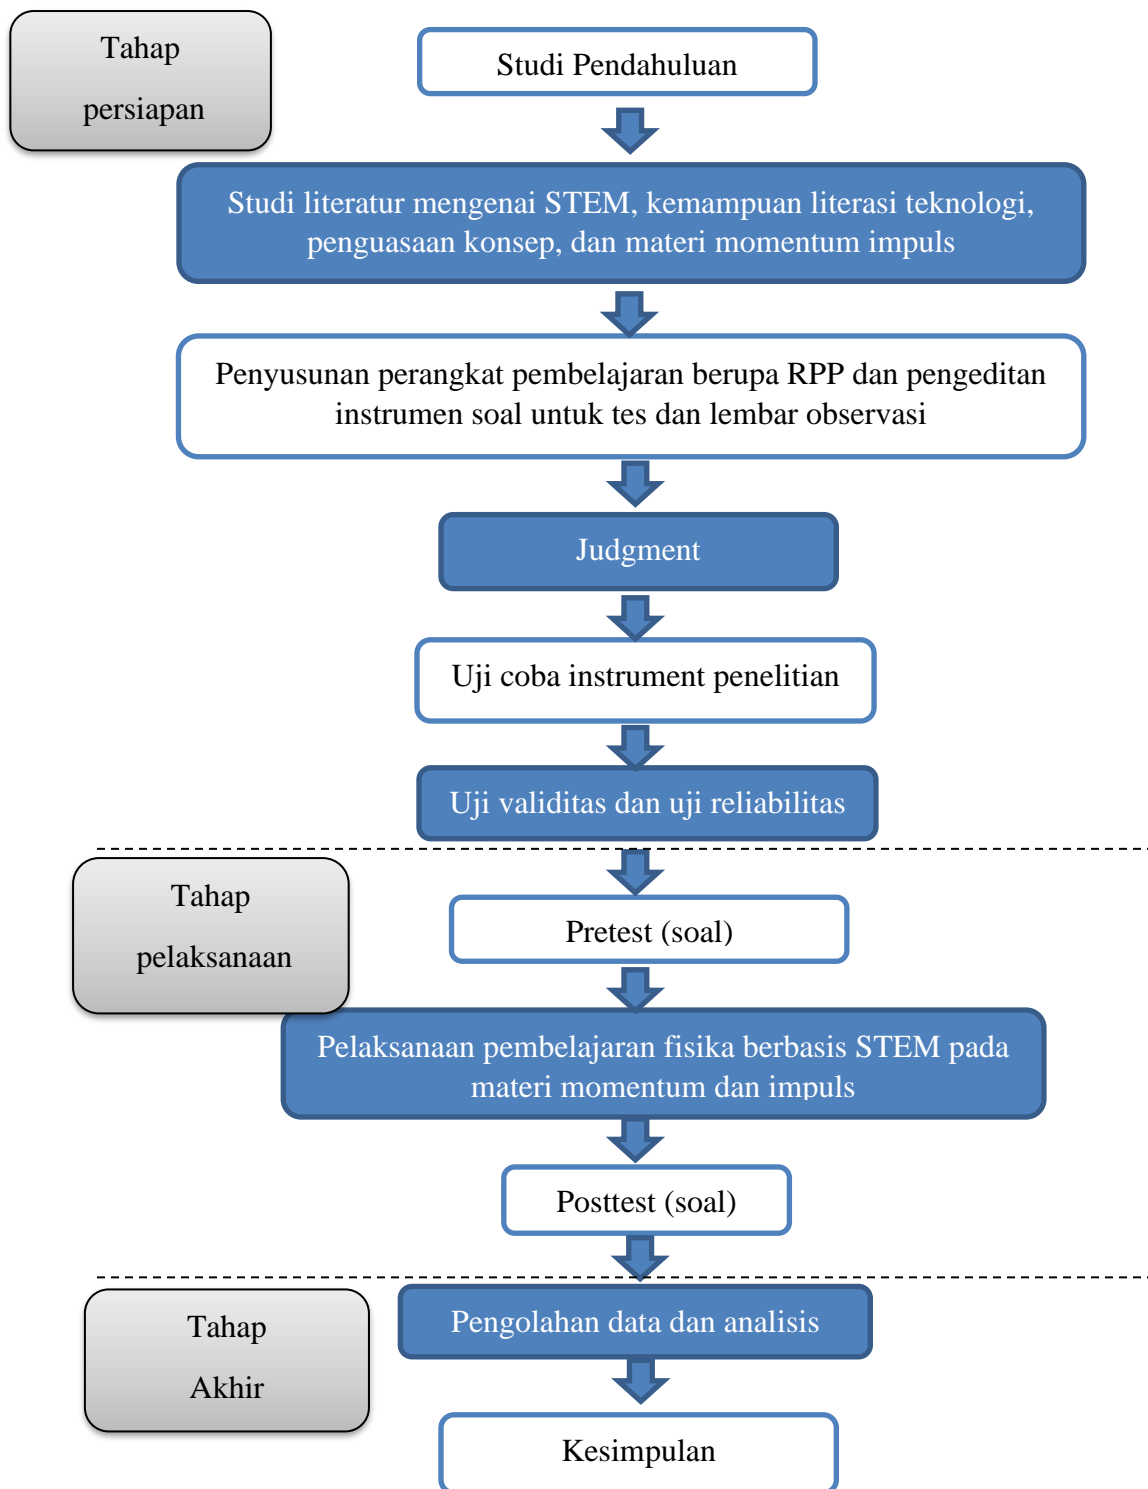 Tahap
persiapan
Studi Pendahuluan
Studi literatur mengenai STEM, kemampuan literasi teknologi,
penguasaan konsep, dan materi momentum impuls
Penyusunan perangkat pembelajaran berupa RPP dan pengeditan
instrumen soal untuk tes dan lembar observasi
Judgment
Uji coba instrument penelitian
Uji validitas dan uji reliabilitas
Tahap
pelaksanaan
Pretest (soal)
Pelaksanaan pembelajaran fisika berbasis STEM pada
materi momentum dan impuls
Posttest (soal)
Tahap
Akhir
Pengolahan data dan analisis
Kesimpulan